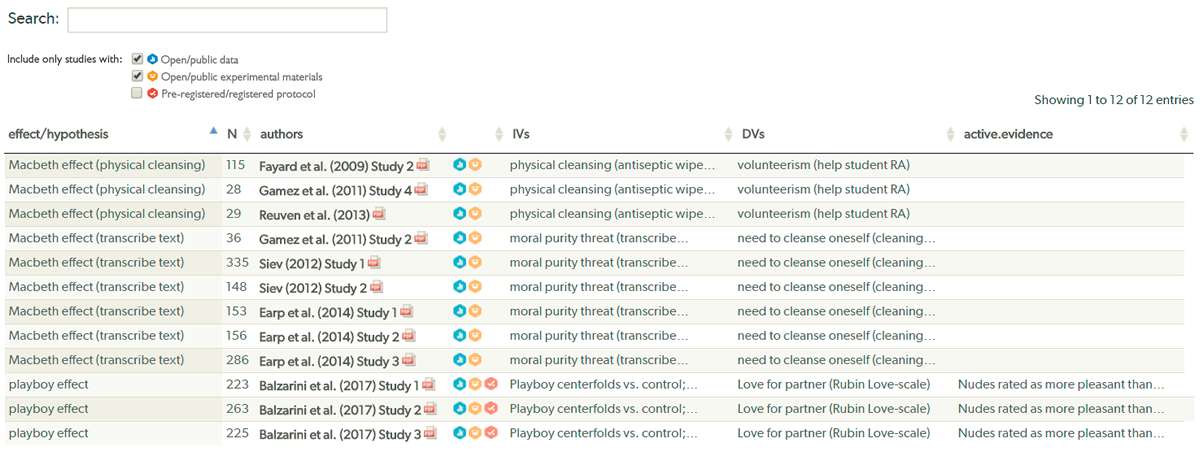 Search:
Include only studies with: Open/public data
Open/public experimental materials
Pre-registered/registered protocol
Showing 1 to 12 of 12 entries
effect/hypothesis N authors IVs DVs active.evidence
Macbeth effect (physical cleansing) 115 Fayard et al. (2009) Study 2 physical cleansing (antiseptic wipe... volunteerism (help student RA)
Macbeth effect (physical cleansing) 28 Gamez et al. (2011) Study 4 physical cleansing (antiseptic wipe... volunteerism (help student RA)
Macbeth effect (physical cleansing) 29 Reuven et al. (2013) physical cleansing (antiseptic wipe... volunteerism (help student RA)
Macbeth effect (transcribe text) 36 Gamez et al. (2011) Study 2 moral purity threat (transcribe... need to cleanse oneself (cleaning...
Macbeth effect (transcribe text) 335 Siev (2012) Study 1 moral purity threat (transcribe... need to cleanse oneself (cleaning...
Macbeth effect (transcribe text) 148 Siev (2012) Study 2 moral purity threat (transcribe... need to cleanse oneself (cleaning...
Macbeth effect (transcribe text) 153 Earp et al. (2014) Study 1 moral purity threat (transcribe... need to cleanse oneself (cleaning...
Macbeth effect (transcribe text) 156 Earp et al. (2014) Study 2 moral purity threat (transcribe... need to cleanse oneself (cleaning...
Macbeth effect (transcribe text) 286 Earp et al. (2014) Study 3 moral purity threat (transcribe... need to cleanse oneself (cleaning...
playboy effect 223 Balzarini et al. (2017) Study 1 Playboy centerfolds vs. control;... Love for partner (Rubin Love-scale) Nudes rated as more pleasant than...
playboy effect 263 Balzarini et al. (2017) Study 2 Playboy centerfolds vs. control;... Love for partner (Rubin Love-scale) Nudes rated as more pleasant than...
playboy effect 225 Balzarini et al. (2017) Study 3 Playboy centerfolds vs. control;... Love for partner (Rubin Love-scale) Nudes rated as more pleasant than...